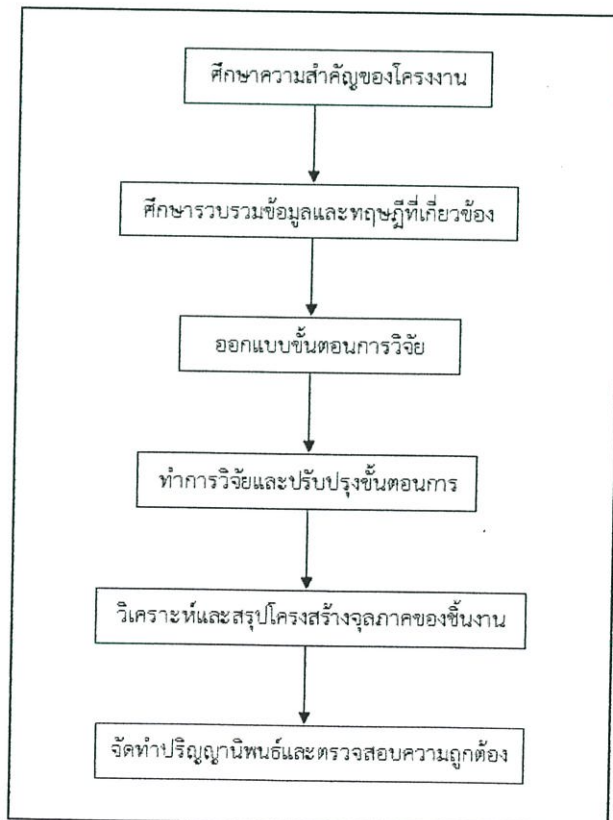 ศึกษาความสำคัญของโครงงาน
ศึกษารวบรวมข้อมูลและทฤษฎีที่เกี่ยวข้อง
ออกแบบขั้นตอนการวิจัย
ทำการวิจัยและปรับปรุงขั้นตอนการ
วิเคราะห์และสรุปโครงสร้างจุลภาคของชิ้นงาน
จัดทำปริญญานิพนธ์และตรวจสอบความถูกต้อง